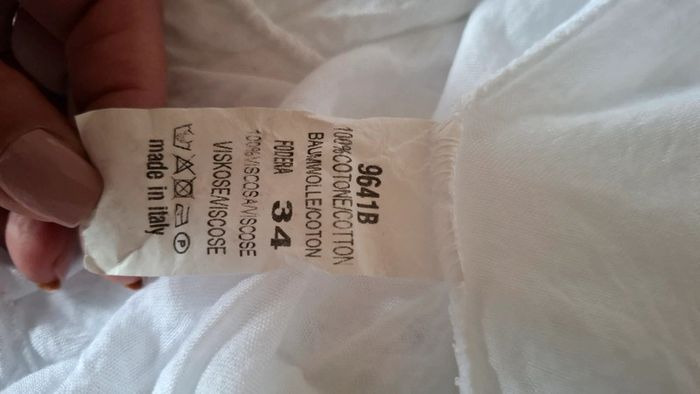 9641B
100%COTONE/COTTON
BAUMWOLLE/COTON
FODERA 34
100%VISCOSA/VISCOSE
VISKOSE/VISCOSE
P
made in italy